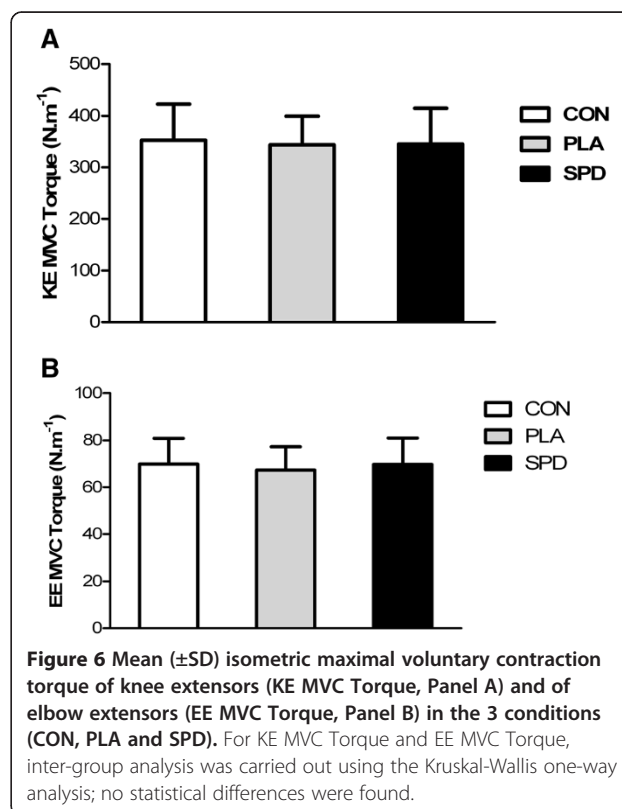 A
KE MVC Torque (N.m-1)
500
400
300
200
100
0
CON
PLA
SPD
B
EE MVC Torque (N.m-1)
100
80
60
40
20
0
CON
PLA
SPD
Figure 6 Mean (±SD) isometric maximal voluntary contraction
torque of knee extensors (KE MVC Torque, Panel A) and of
elbow extensors (EE MVC Torque, Panel B) in the 3 conditions
(CON, PLA and SPD). For KE MVC Torque and EE MVC Torque,
inter-group analysis was carried out using the Kruskal-Wallis one-way
analysis; no statistical differences were found.